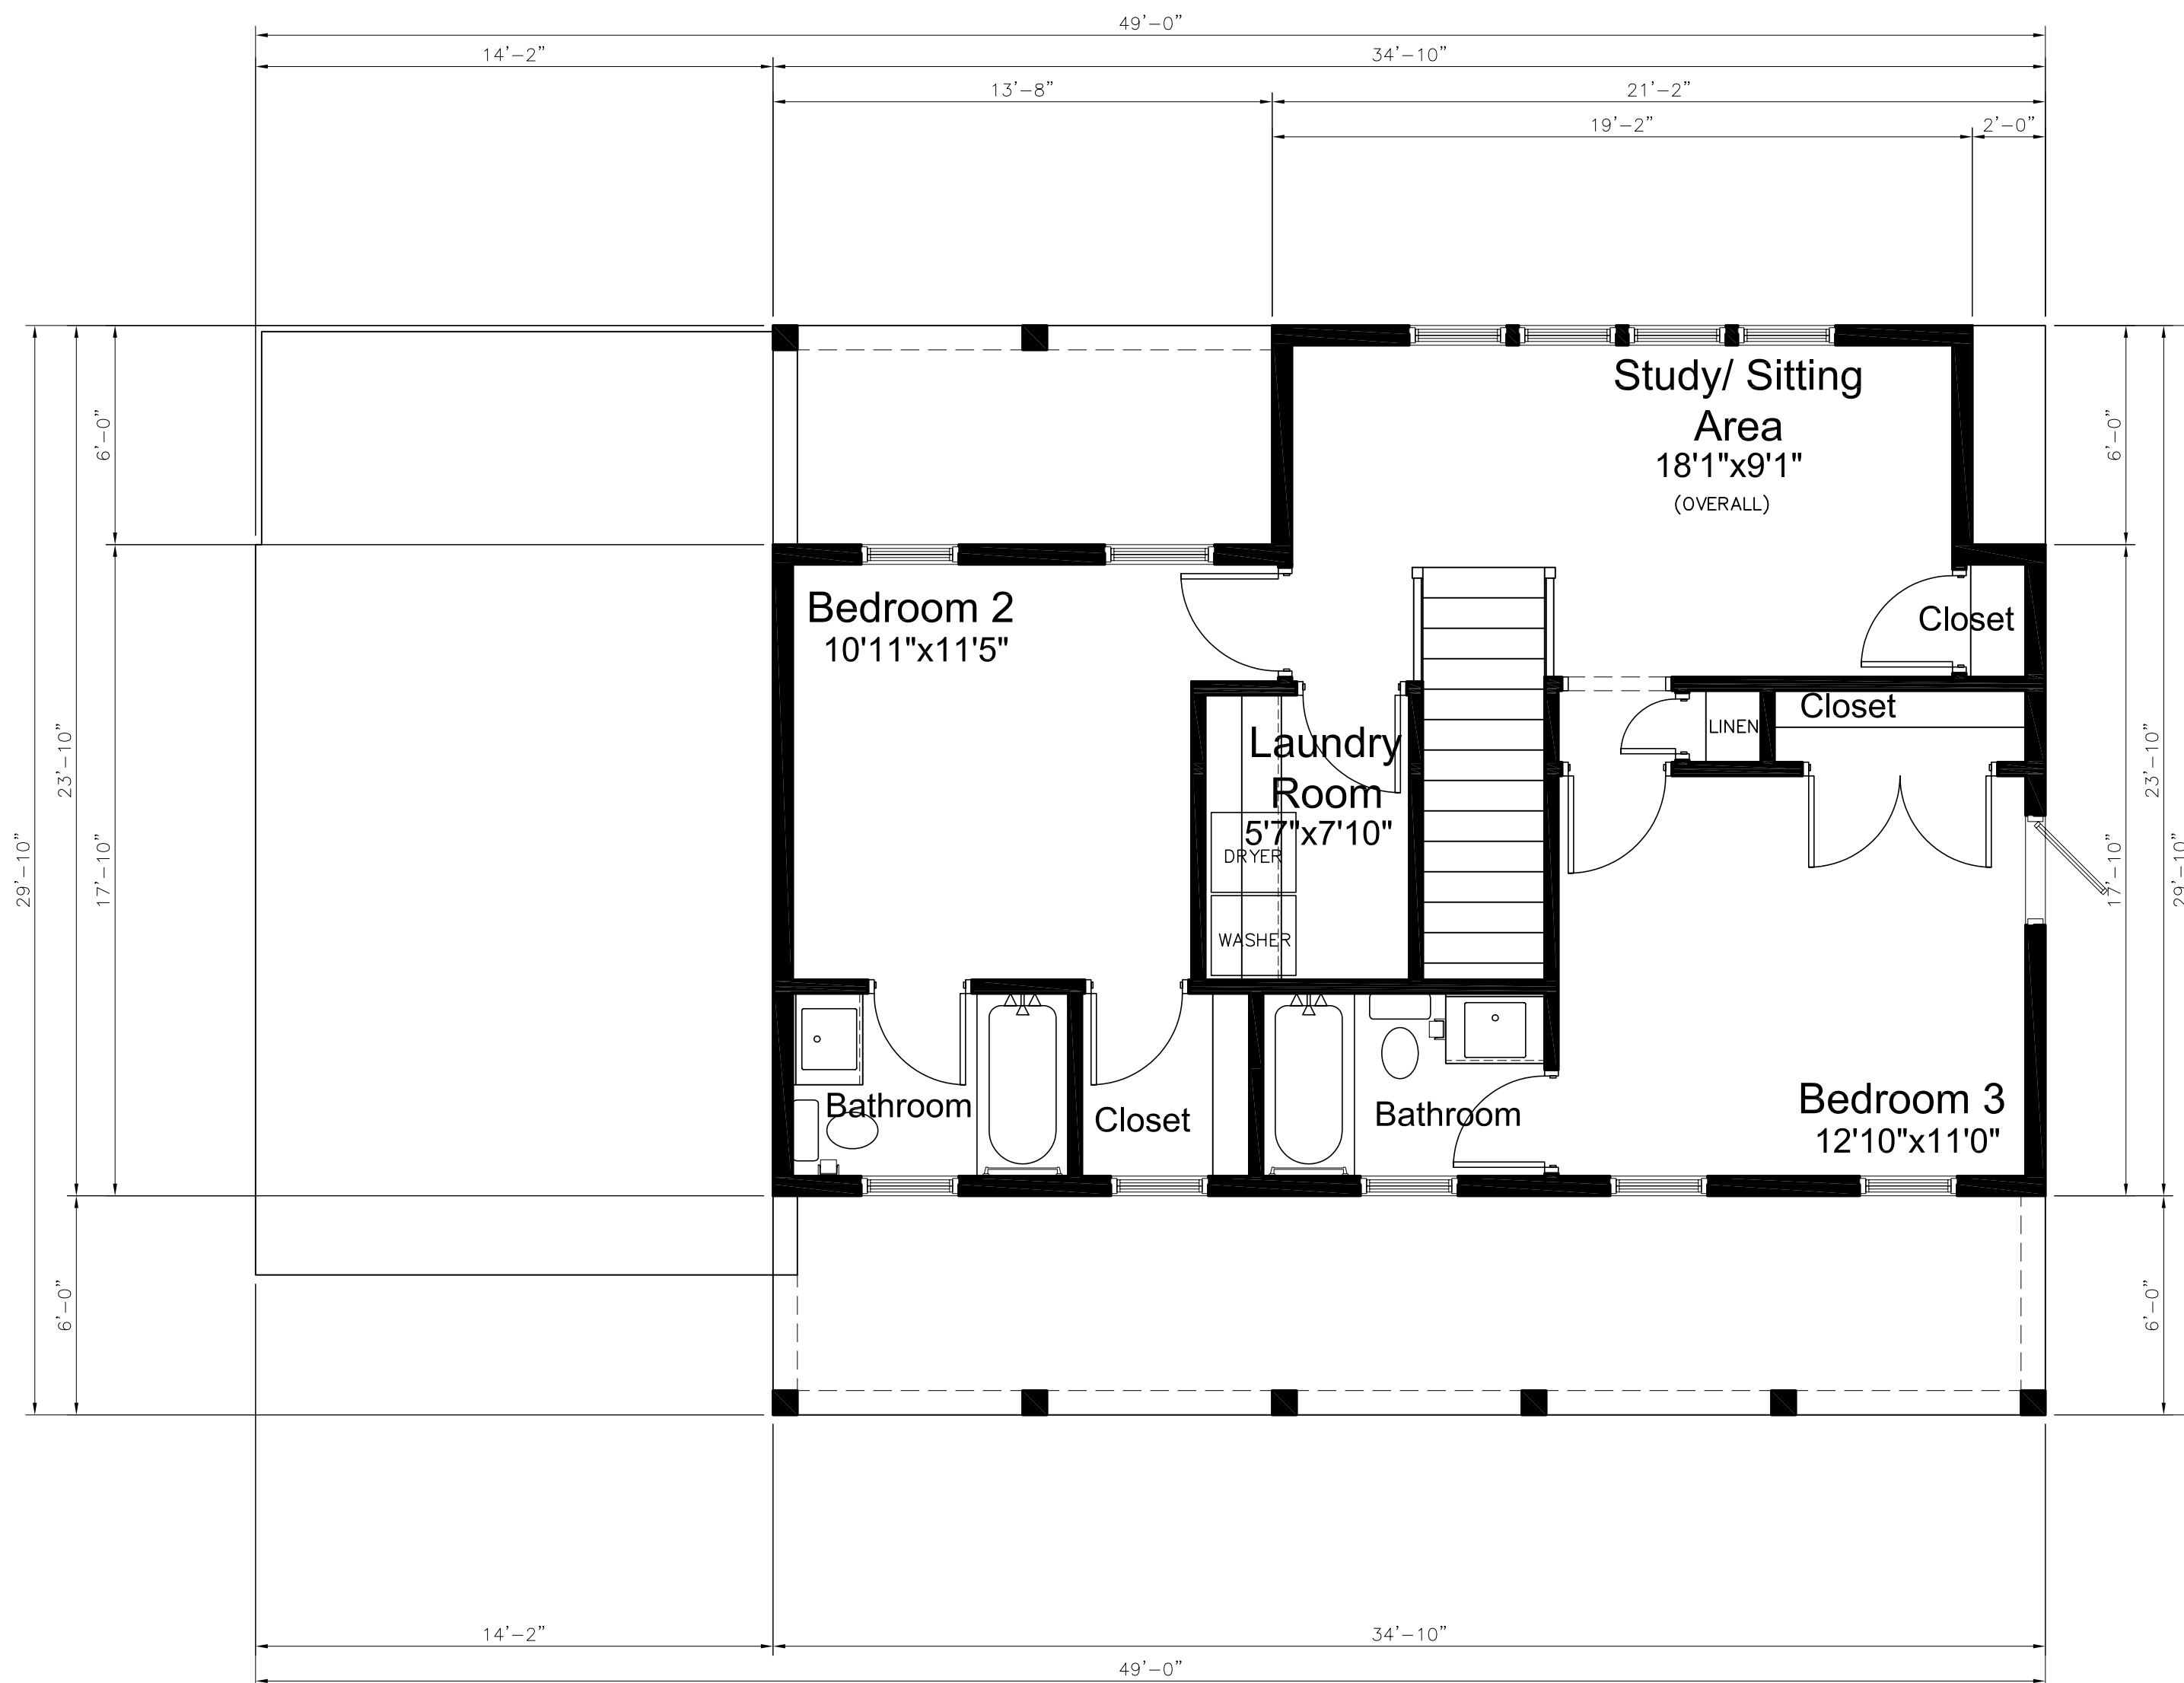 49'-0"
14'-2"
34'-10"
13'-8"
21'-2"
19'-2"
2'-0"
Study/ Sitting
Area
18'1"x9'1"
(OVERALL)
6'-0"
6'-0"
Bedroom 2
10'11"x11'5"
Closet
Closet
LINEN
Laundry
Room
5'7"x7'10"
DRYER
WASHER
29'-10"
23'-10"
17'-10"
17'-10"
23'-10"
29'-10"
Bathroom
Closet
Bathroom
Bedroom 3
12'10"x11'0"
6'-0"
6'-0"
14'-2"
34'-10"
49'-0"